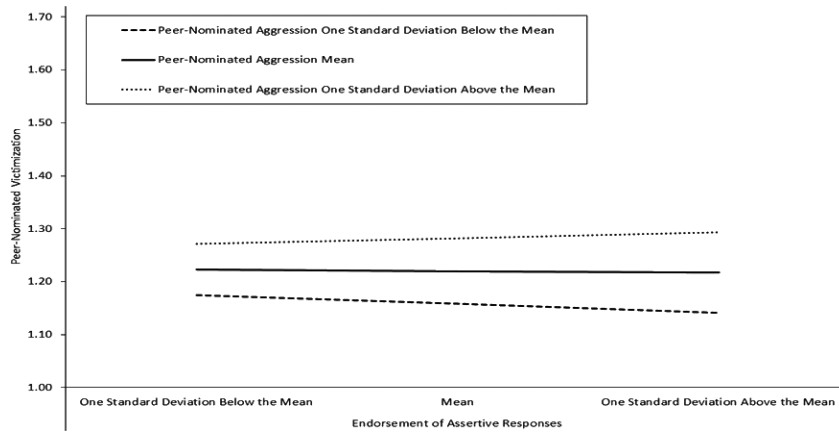 1.70
Peer-Nominated Aggression One Standard Deviation Below the Mean
1.60
Peer-Nominated Aggression Mean
Peer-Nominated Aggression One Standard Deviation Above the Mean
1.50
1.40
Peer-Nominated Victimization
1.30
1.20
1.10
1.00
One Standard Deviation Below the Mean Mean One Standard Deviation Above the Mean
Endorsement of Assertive Responses